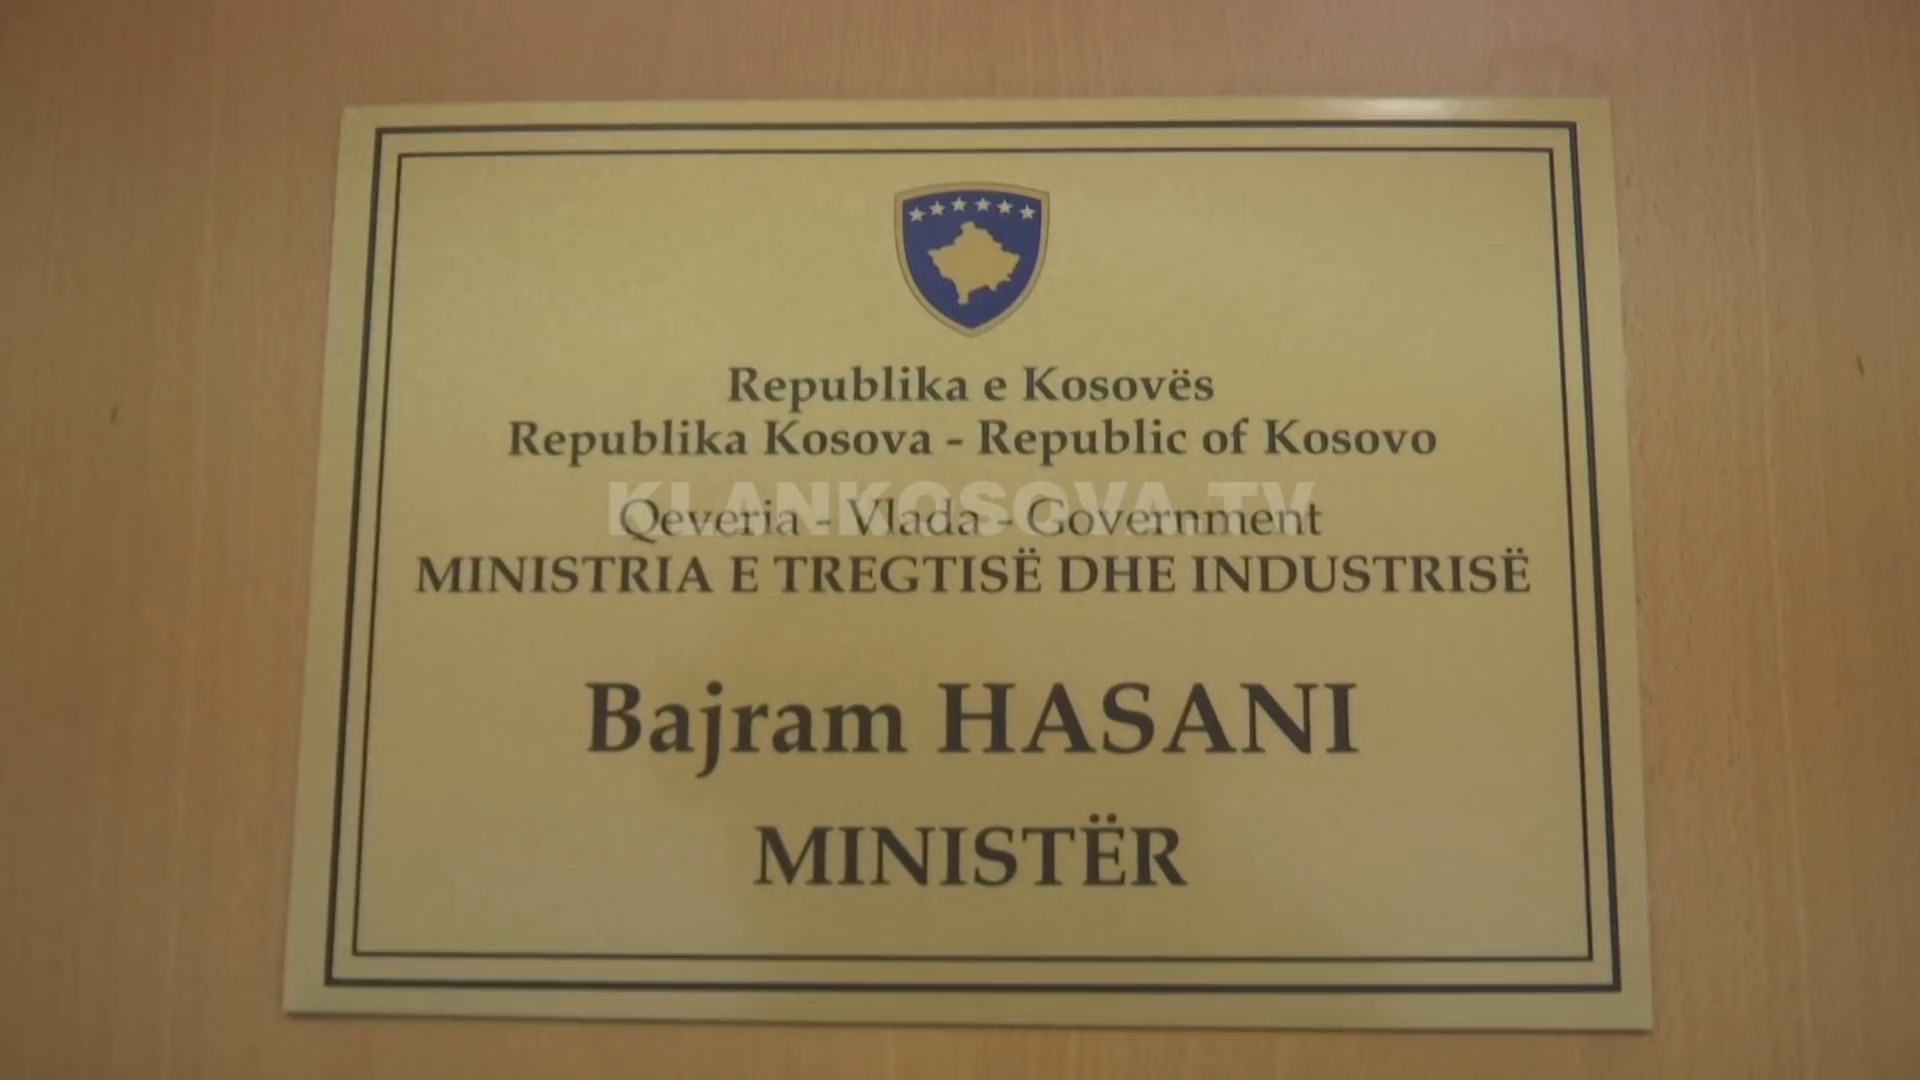 Republika e Kosovës
Republika Kosova - Republic of Kosovo
KLANKOSOVA.TV
Qeveria - Vlada - Government
MINISTRIA E TREGTISË DHE INDUSTRISË
Bajram HASANI
MINISTËR